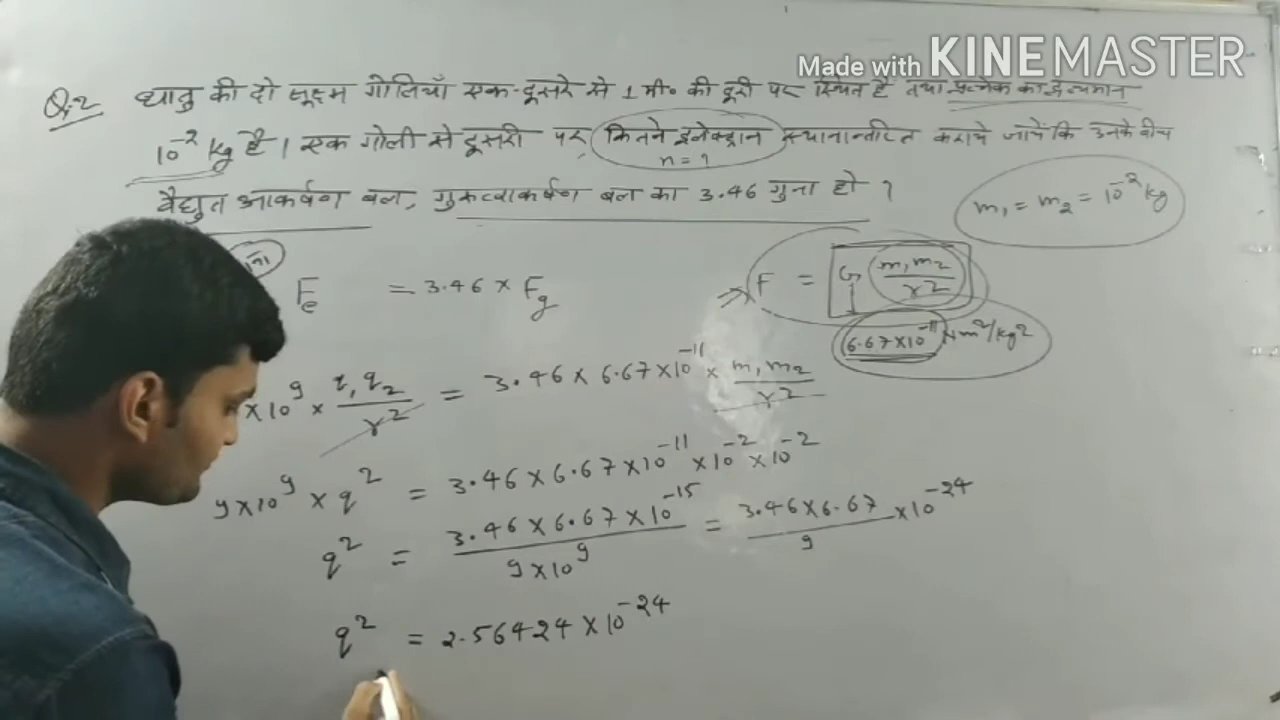 Made with KINEMASTER
Q.2 धातु की दो सूक्ष्म गोलियाँ एक-दूसरे से 1 मी० की दूरी पर स्थित है तथा प्रत्येक का द्रव्यमान
10⁻² kg है। एक गोली से दूसरी पर, कितने इलेक्ट्रान स्थानान्तरित कराये जायें कि उनके बीच
n = ?
वैद्युत आकर्षण बल, गुरुत्वाकर्षण बल का 3.46 गुना हो ?
m₁ = m₂ = 10⁻² kg
Fe = 3.46 × Fg
⇒ F = G m₁m₂/r²
6.67×10⁻¹¹ Nm²/kg²
×10⁹ × q₁q₂/r² = 3.46 × 6.67×10⁻¹¹ × m₁m₂/r²
9×10⁹ × q² = 3.46 × 6.67×10⁻¹¹ ×10⁻²×10⁻²
q² = 3.46×6.67×10⁻¹⁵/9×10⁹ = 3.46×6.67/9 ×10⁻²⁴
q² = 2.56424×10⁻²⁴